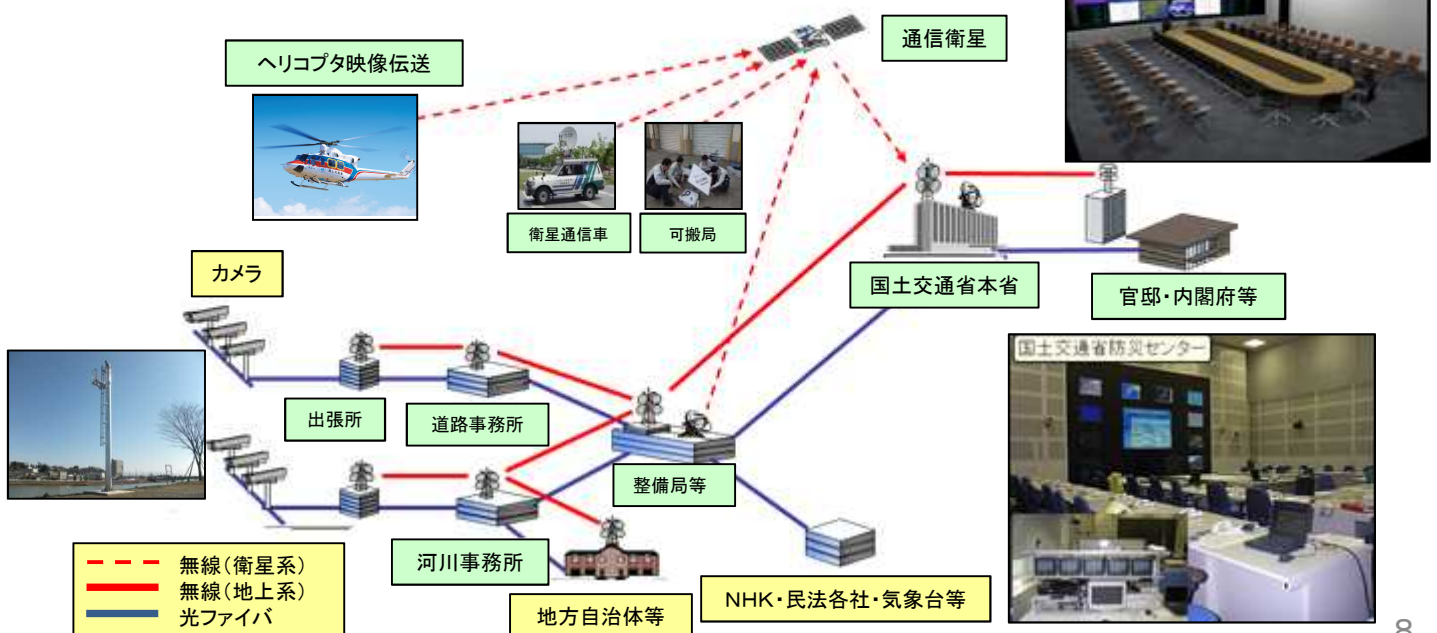 通信衛星
ヘリコプタ映像伝送
衛星通信車
可搬局
国土交通省本省
官邸・内閣府等
カメラ
国土交通省防災センター
出張所
道路事務所
整備局等
河川事務所
地方自治体等
NHK・民法各社・気象台等
無線(衛星系)
無線(地上系)
光ファイバ
8